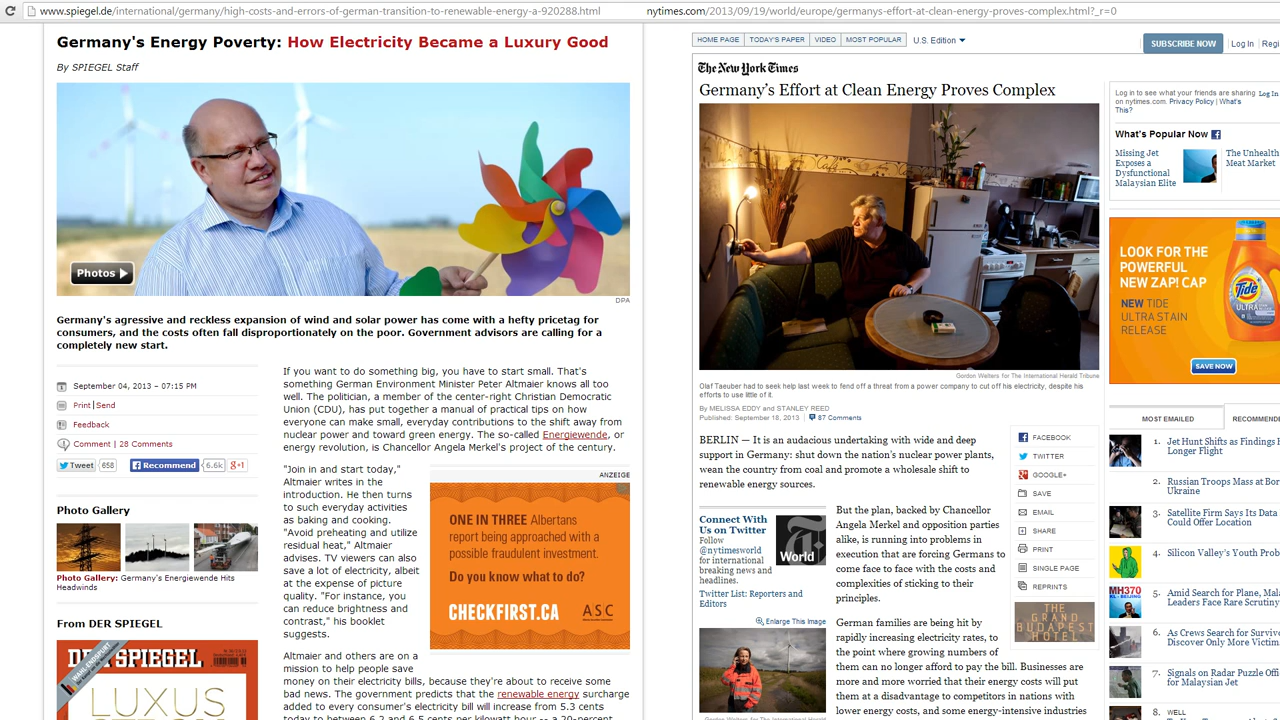 www.spiegel.de/international/germany/high-costs-and-errors-of-german-transition-to-renewable-energy-a-920288.html
nytimes.com/2013/09/19/world/europe/germanys-effort-at-clean-energy-proves-complex.html?_r=0
Germany's Energy Poverty: How Electricity Became a Luxury Good
By SPIEGEL Staff
Photos
DPA
Germany's agressive and reckless expansion of wind and solar power has come with a hefty pricetag for
consumers, and the costs often fall disproportionately on the poor. Government advisors are calling for a
completely new start.
September 04, 2013 – 07:15 PM
Print | Send
Feedback
Comment | 28 Comments
Tweet 658 Recommend 6.6k +1
Photo Gallery
Photo Gallery: Germany's Energiewende Hits
Headwinds
From DER SPIEGEL
DER SPIEGEL
LUXUS
If you want to do something big, you have to start small. That's
something German Environment Minister Peter Altmaier knows all too
well. The politician, a member of the center-right Christian Democratic
Union (CDU), has put together a manual of practical tips on how
everyone can make small, everyday contributions to the shift away from
nuclear power and toward green energy. The so-called Energiewende, or
energy revolution, is Chancellor Angela Merkel's project of the century.
"Join in and start today,"
Altmaier writes in the
introduction. He then turns
to such everyday activities
as baking and cooking.
"Avoid preheating and utilize
residual heat," Altmaier
advises. TV viewers can also
save a lot of electricity, albeit
at the expense of picture
quality. "For instance, you
can reduce brightness and
contrast," his booklet
suggests.
ANZEIGE
ONE IN THREE Albertans
report being approached with a
possible fraudulent investment.
Do you know what to do?
CHECKFIRST.CA
ASC
Altmaier and others are on a
mission to help people save
money on their electricity bills, because they're about to receive some
bad news. The government predicts that the renewable energy surcharge
added to every consumer's electricity bill will increase from 5.3 cents
HOME PAGE TODAY'S PAPER VIDEO MOST POPULAR U.S. Edition
SUBSCRIBE NOW Log In Regi
The New York Times
Germany's Effort at Clean Energy Proves Complex
Café
Gordon Welters for The International Herald Tribune
Olaf Taeuber had to seek help last week to fend off a threat from a power company to cut off his electricity, despite his
efforts to use little of it.
By MELISSA EDDY and STANLEY REED
Published: September 18, 2013 87 Comments
BERLIN — It is an audacious undertaking with wide and deep
support in Germany: shut down the nation's nuclear power plants,
wean the country from coal and promote a wholesale shift to
renewable energy sources.
Connect With
Us on Twitter
Follow
@nytimesworld
for international
breaking news and
headlines.
Twitter List: Reporters and
Editors
World
Enlarge This Image
Gordon Welters for The International Herald
But the plan, backed by Chancellor
Angela Merkel and opposition parties
alike, is running into problems in
execution that are forcing Germans to
come face to face with the costs and
complexities of sticking to their
principles.
German families are being hit by
rapidly increasing electricity rates, to
the point where growing numbers of
them can no longer afford to pay the bill. Businesses are
more and more worried that their energy costs will put
them at a disadvantage to competitors in nations with
lower energy costs, and some energy-intensive industries
FACEBOOK
TWITTER
GOOGLE+
SAVE
EMAIL
SHARE
PRINT
SINGLE PAGE
REPRINTS
THE
GRAND
BUDAPEST
HOTEL
Log in to see what your friends are sharing
on nytimes.com. Privacy Policy | What's
This?
Log In
What's Popular Now
Missing Jet
Exposes a
Dysfunctional
Malaysian Elite
The Unhealth
Meat Market
LOOK FOR THE
POWERFUL
NEW ZAP! CAP
NEW TIDE
ULTRA STAIN
RELEASE
Tide
ULTRA
SAVE NOW
MOST EMAILED RECOMMENDE
1. Jet Hunt Shifts as Findings
Longer Flight
2. Russian Troops Mass at Bor
Ukraine
3. Satellite Firm Says Its Data
Could Offer Location
4. Silicon Valley's Youth Prob
MH370
KL - BEIJING
5. Amid Search for Plane, Mala
Leaders Face Rare Scrutiny
6. As Crews Search for Surviv
Discover Only More Victim
7. Signals on Radar Puzzle Offi
for Malaysian Jet
8. WELL